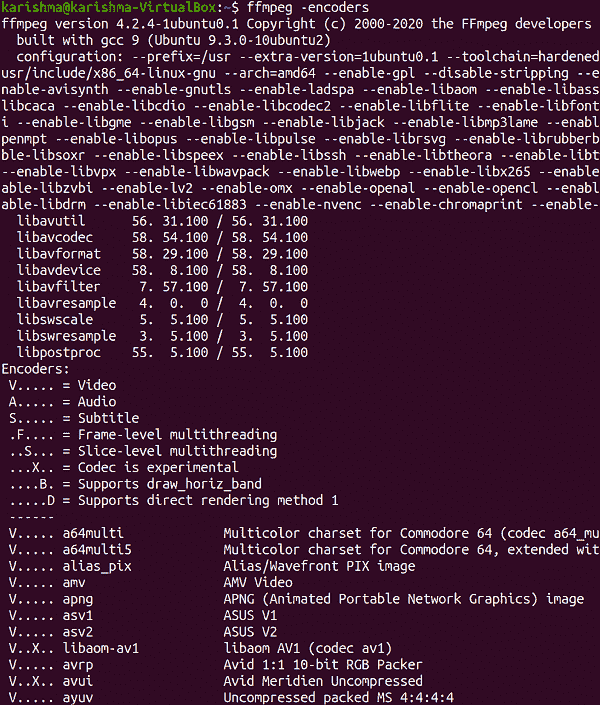 karishma@karishma-VirtualBox:~$ ffmpeg -encoders
ffmpeg version 4.2.4-1ubuntu0.1 Copyright (c) 2000-2020 the FFmpeg developers
  built with gcc 9 (Ubuntu 9.3.0-10ubuntu2)
  configuration: --prefix=/usr --extra-version=1ubuntu0.1 --toolchain=hardened
usr/include/x86_64-linux-gnu --arch=amd64 --enable-gpl --disable-stripping --e
nable-avisynth --enable-gnutls --enable-ladspa --enable-libaom --enable-libass
libcaca --enable-libcdio --enable-libcodec2 --enable-libflite --enable-libfont
i --enable-libgme --enable-libgsm --enable-libjack --enable-libmp3lame --enabl
penmpt --enable-libopus --enable-libpulse --enable-librsvg --enable-librubberb
ble-libsoxr --enable-libspeex --enable-libssh --enable-libtheora --enable-libt
--enable-libvpx --enable-libwavpack --enable-libwebp --enable-libx265 --enable
able-libzvbi --enable-lv2 --enable-omx --enable-openal --enable-opencl --enabl
able-libdrm --enable-libiec61883 --enable-nvenc --enable-chromaprint --enable-
  libavutil      56. 31.100 / 56. 31.100
  libavcodec     58. 54.100 / 58. 54.100
  libavformat    58. 29.100 / 58. 29.100
  libavdevice    58.  8.100 / 58.  8.100
  libavfilter     7. 57.100 /  7. 57.100
  libavresample   4.  0.  0 /  4.  0.  0
  libswscale      5.  5.100 /  5.  5.100
  libswresample   3.  5.100 /  3.  5.100
  libpostproc    55.  5.100 / 55.  5.100
Encoders:
 V..... = Video
 A..... = Audio
 S..... = Subtitle
 .F.... = Frame-level multithreading
 ..S... = Slice-level multithreading
 ...X.. = Codec is experimental
 ....B. = Supports draw_horiz_band
 .....D = Supports direct rendering method 1
 ------
 V..... a64multi             Multicolor charset for Commodore 64 (codec a64_mu
 V..... a64multi5            Multicolor charset for Commodore 64, extended wit
 V..... alias_pix            Alias/Wavefront PIX image
 V..... amv                  AMV Video
 V..... apng                 APNG (Animated Portable Network Graphics) image
 V..... asv1                 ASUS V1
 V..... asv2                 ASUS V2
 V..X.. libaom-av1           libaom AV1 (codec av1)
 V..... avrp                 Avid 1:1 10-bit RGB Packer
 V..X.. avui                 Avid Meridien Uncompressed
 V..... ayuv                 Uncompressed packed MS 4:4:4:4